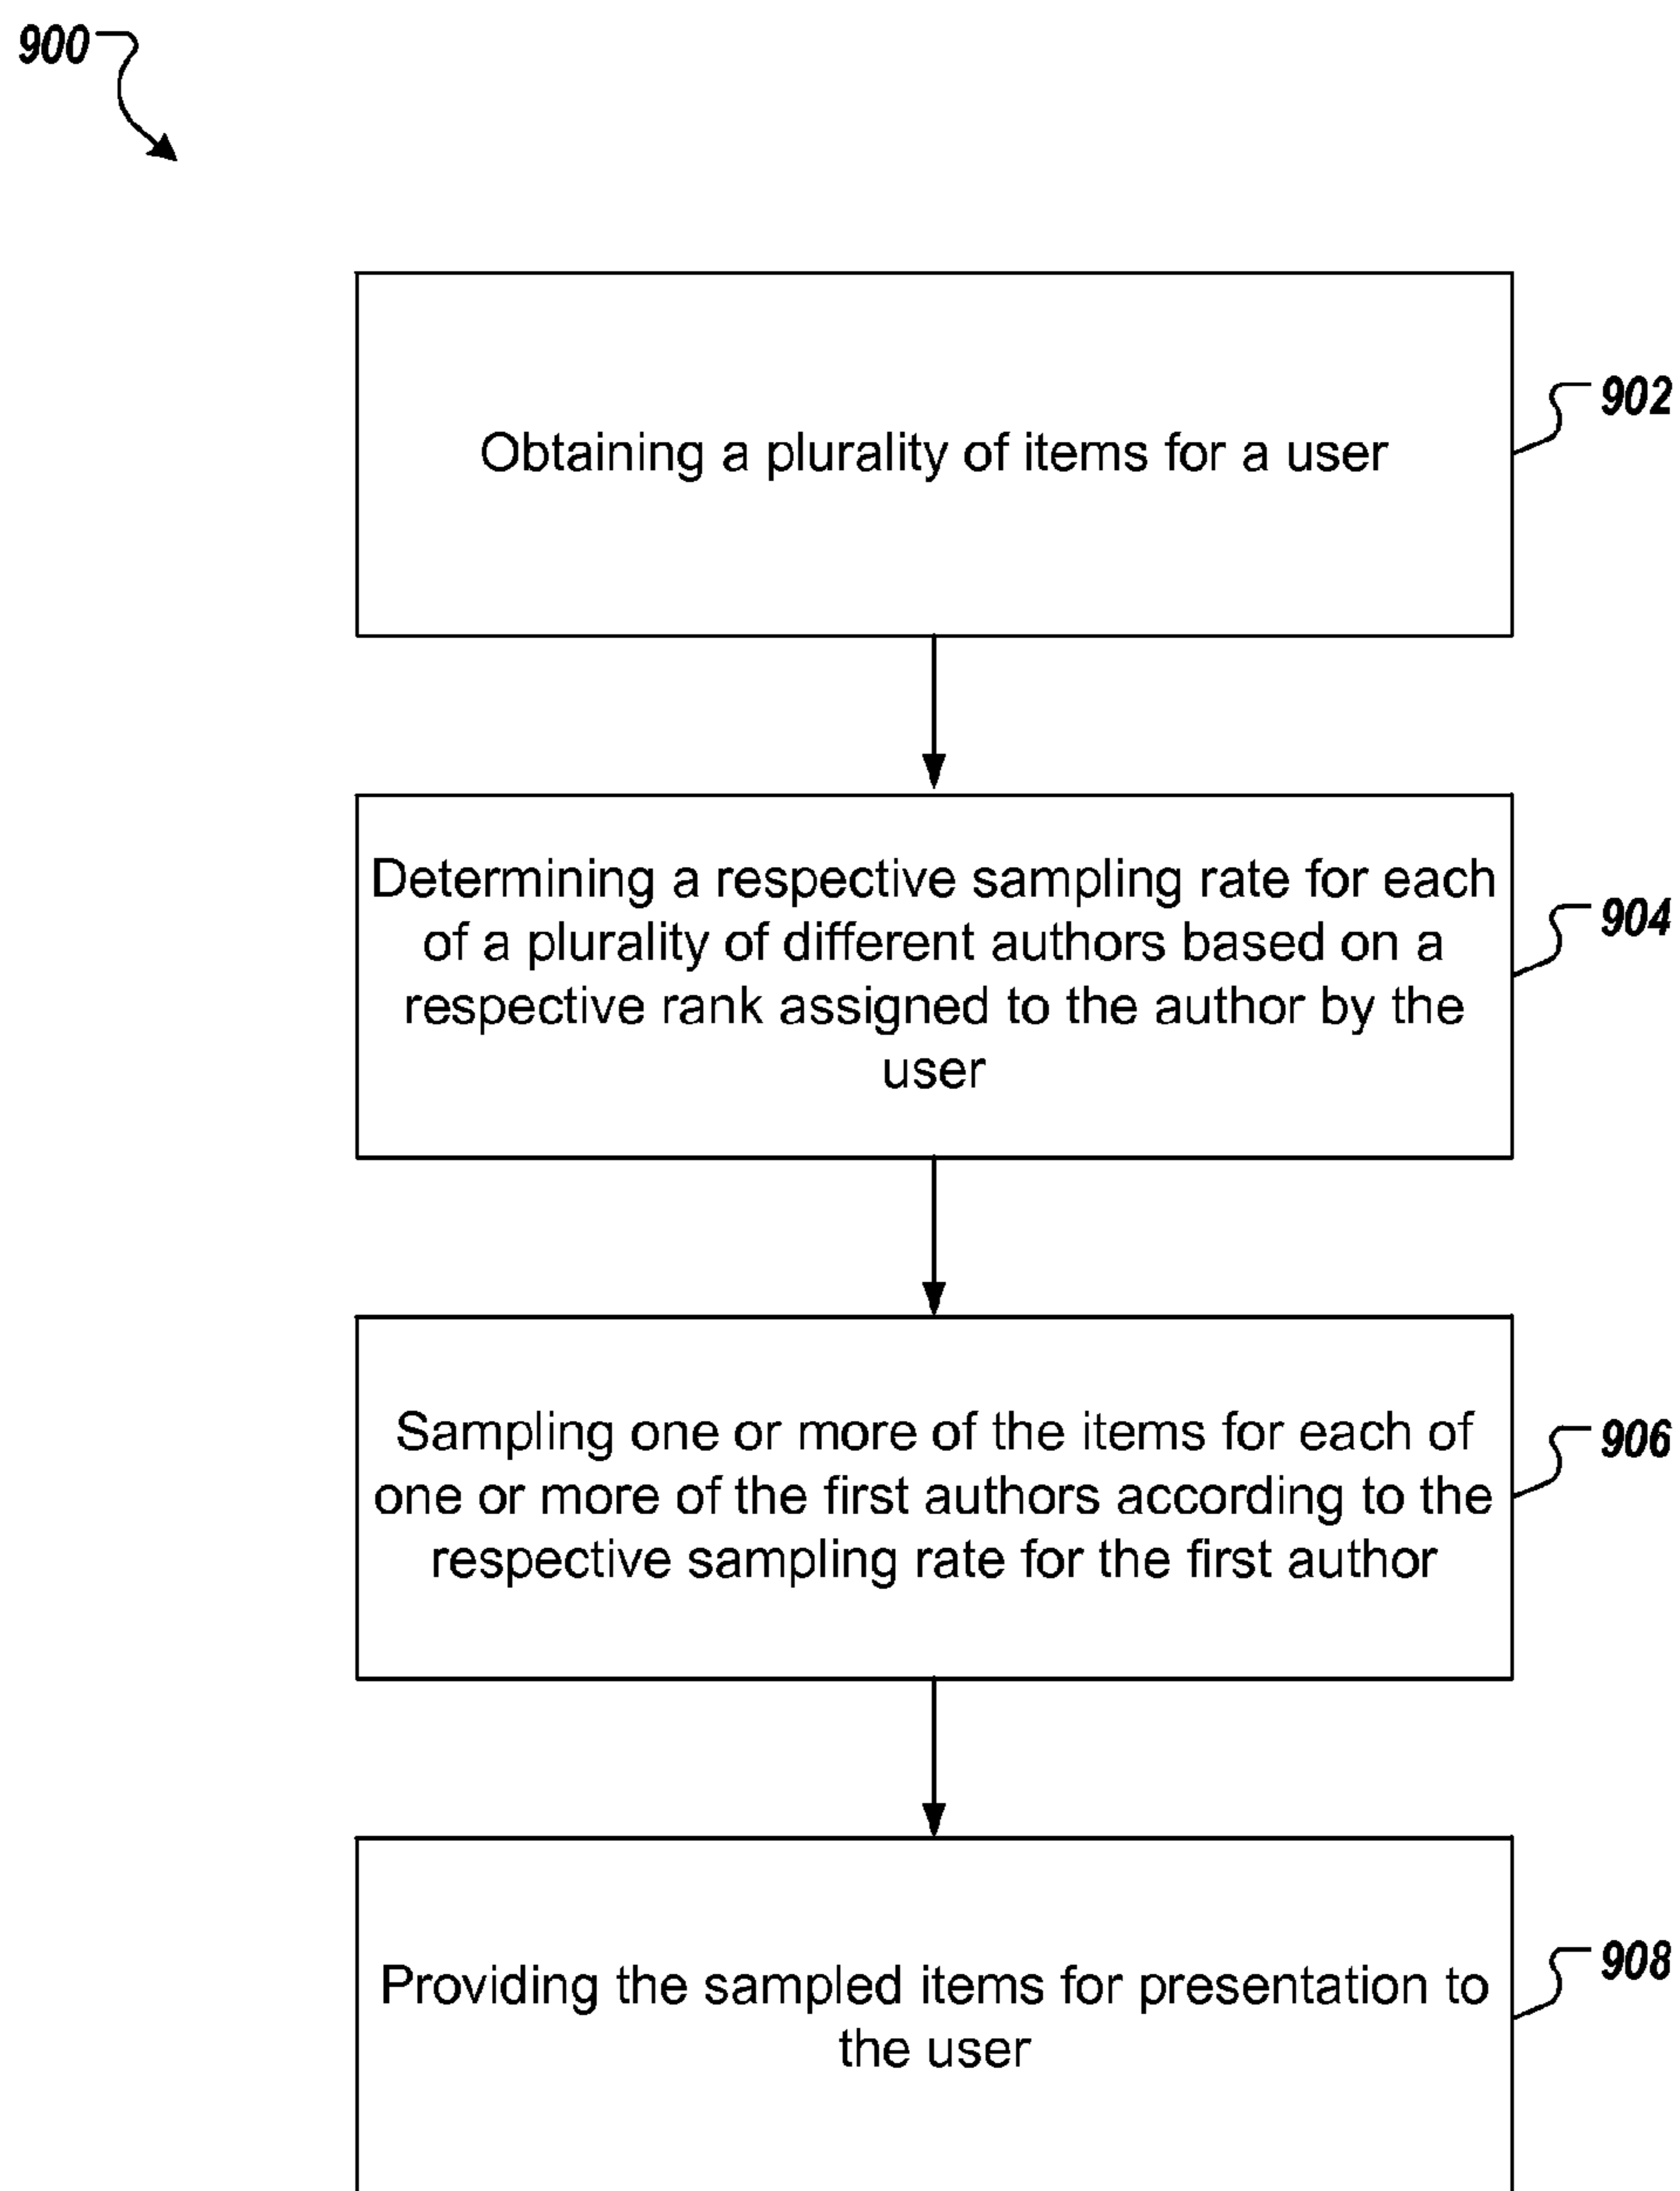 900
Obtaining a plurality of items for a user
902
Determining a respective sampling rate for each
of a plurality of different authors based on a
respective rank assigned to the author by the
user
904
Sampling one or more of the items for each of
one or more of the first authors according to the
respective sampling rate for the first author
906
Providing the sampled items for presentation to
the user
908